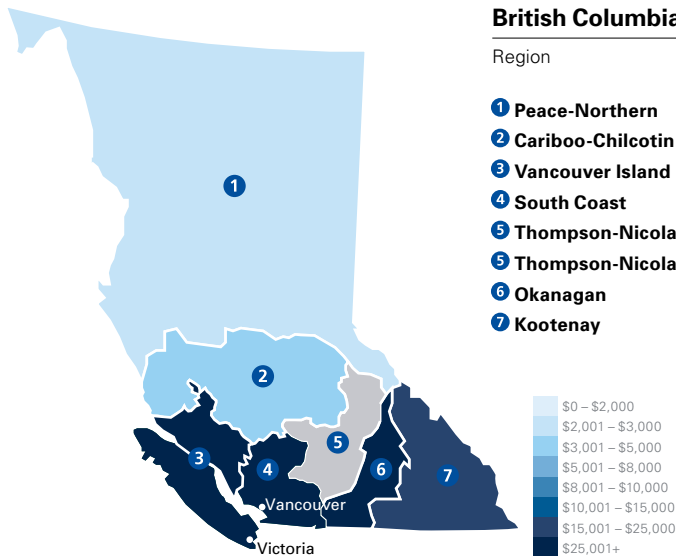 British Columbia
Region
1 Peace-Northern
2 Cariboo-Chilcotin
3 Vancouver Island
4 South Coast
5 Thompson-Nicola
5 Thompson-Nicola
6 Okanagan
7 Kootenay
1
2
3
4
5
6
7
Vancouver
Victoria
$0 – $2,000
$2,001 – $3,000
$3,001 – $5,000
$5,001 – $8,000
$8,001 – $10,000
$10,001 – $15,000
$15,001 – $25,000
$25,001+